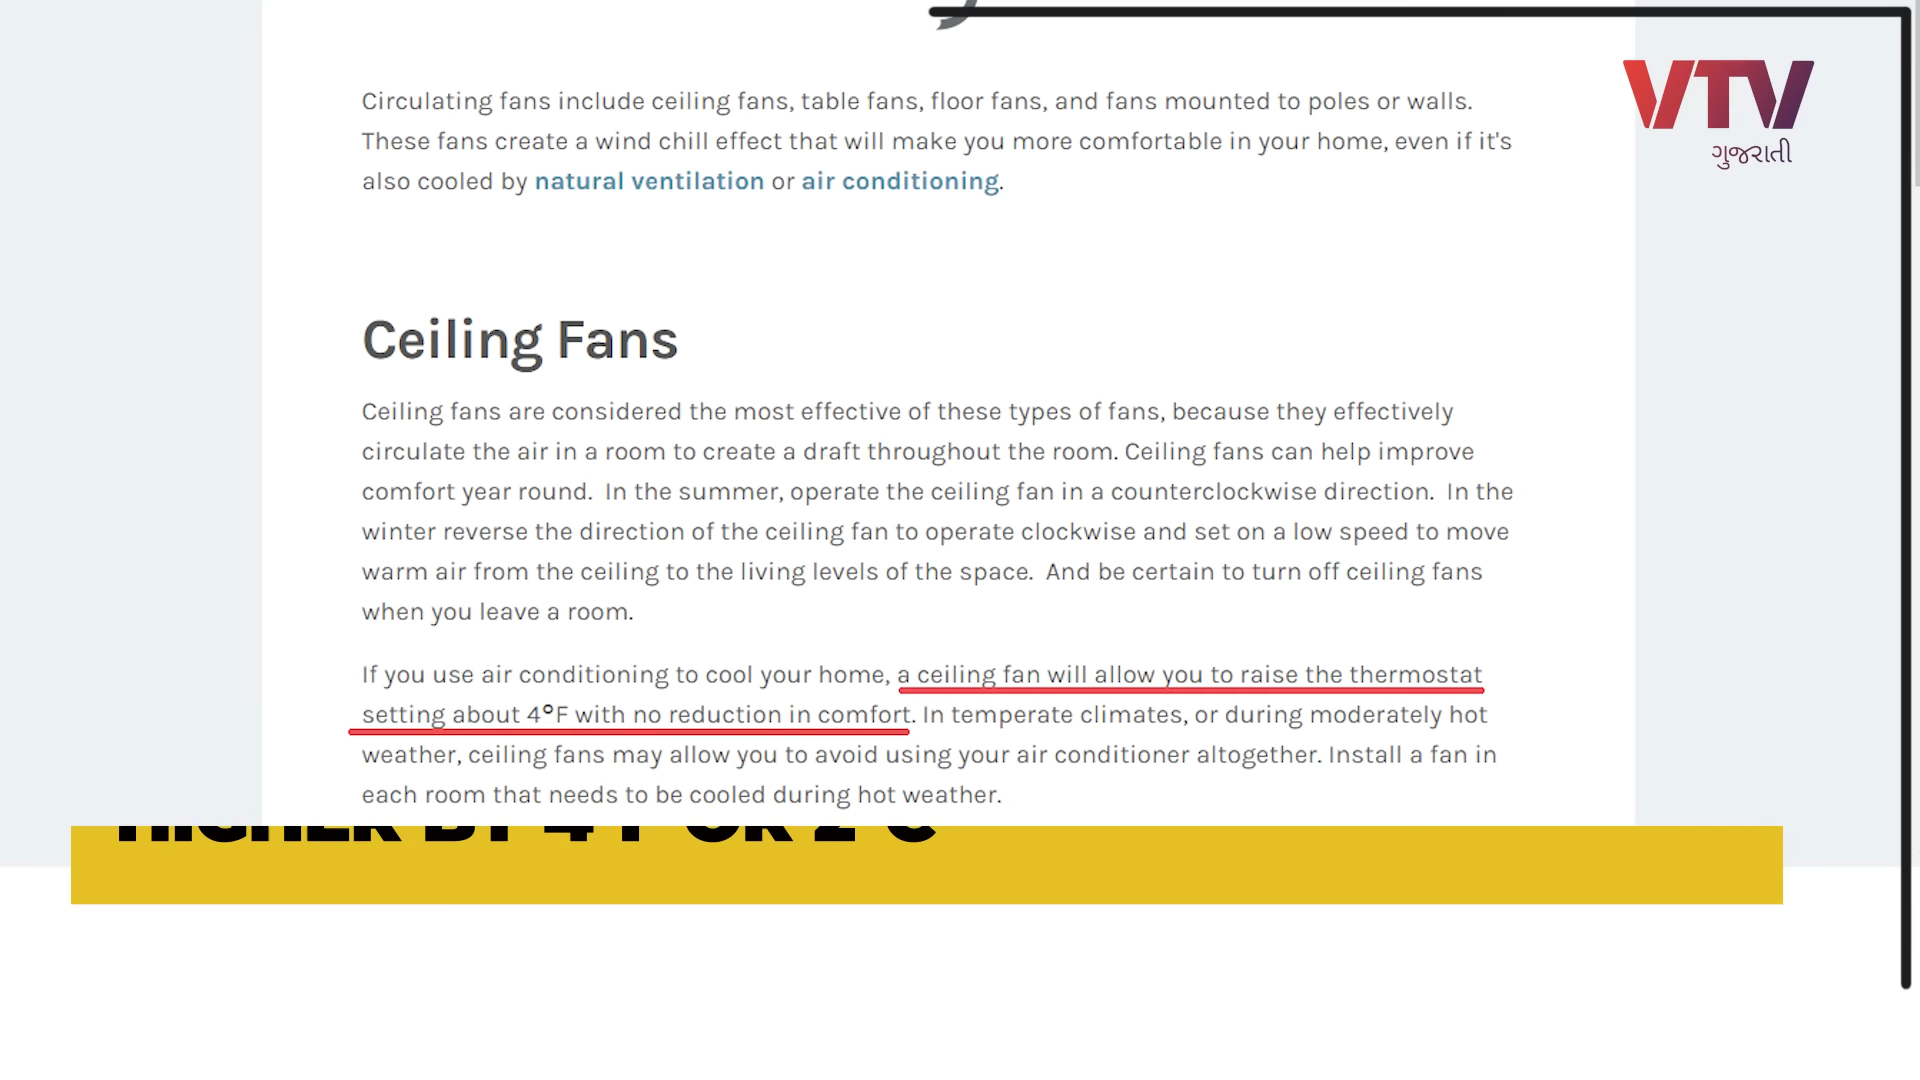 VTV
ગુજરાતી
Circulating fans include ceiling fans, table fans, floor fans, and fans mounted to poles or walls.
These fans create a wind chill effect that will make you more comfortable in your home, even if it's
also cooled by natural ventilation or air conditioning.
Ceiling Fans
Ceiling fans are considered the most effective of these types of fans, because they effectively
circulate the air in a room to create a draft throughout the room. Ceiling fans can help improve
comfort year round.  In the summer, operate the ceiling fan in a counterclockwise direction.  In the
winter reverse the direction of the ceiling fan to operate clockwise and set on a low speed to move
warm air from the ceiling to the living levels of the space.  And be certain to turn off ceiling fans
when you leave a room.
If you use air conditioning to cool your home, a ceiling fan will allow you to raise the thermostat
setting about 4°F with no reduction in comfort. In temperate climates, or during moderately hot
weather, ceiling fans may allow you to avoid using your air conditioner altogether. Install a fan in
each room that needs to be cooled during hot weather.